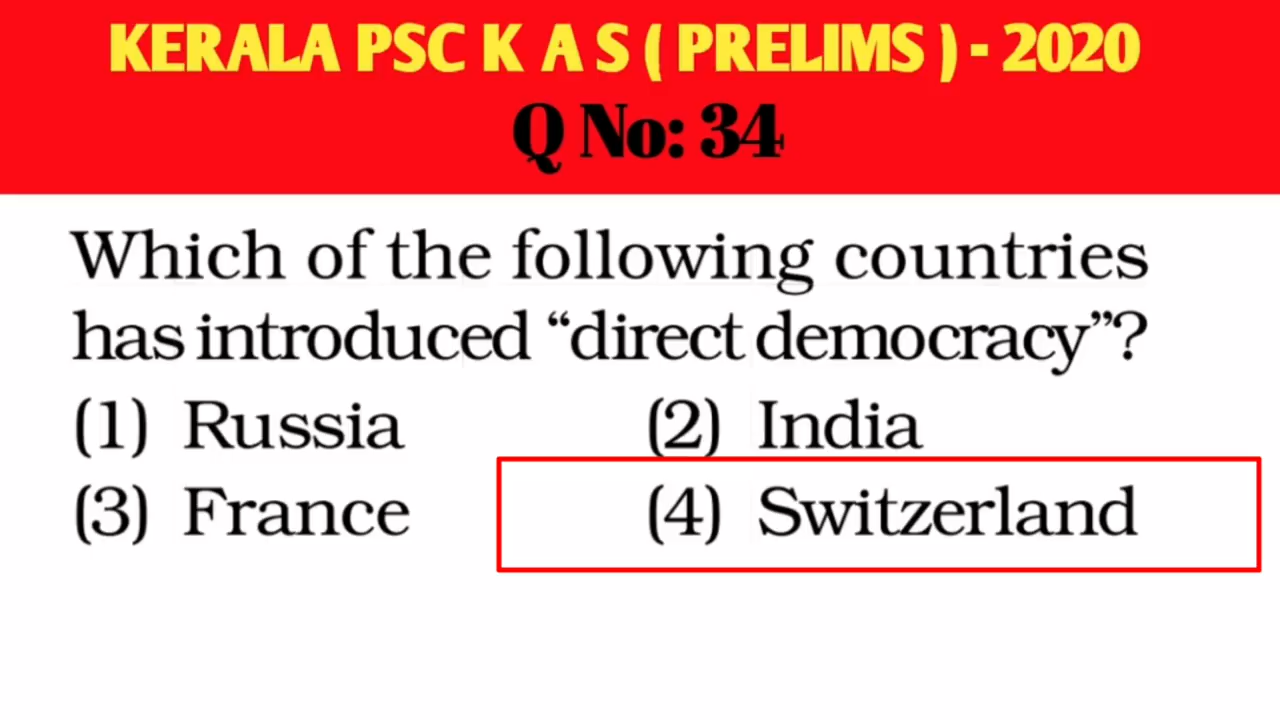 KERALA PSC K A S ( PRELIMS ) - 2020
Q No: 34
Which of the following countries
has introduced “direct democracy”?
(1) Russia (2) India
(3) France (4) Switzerland